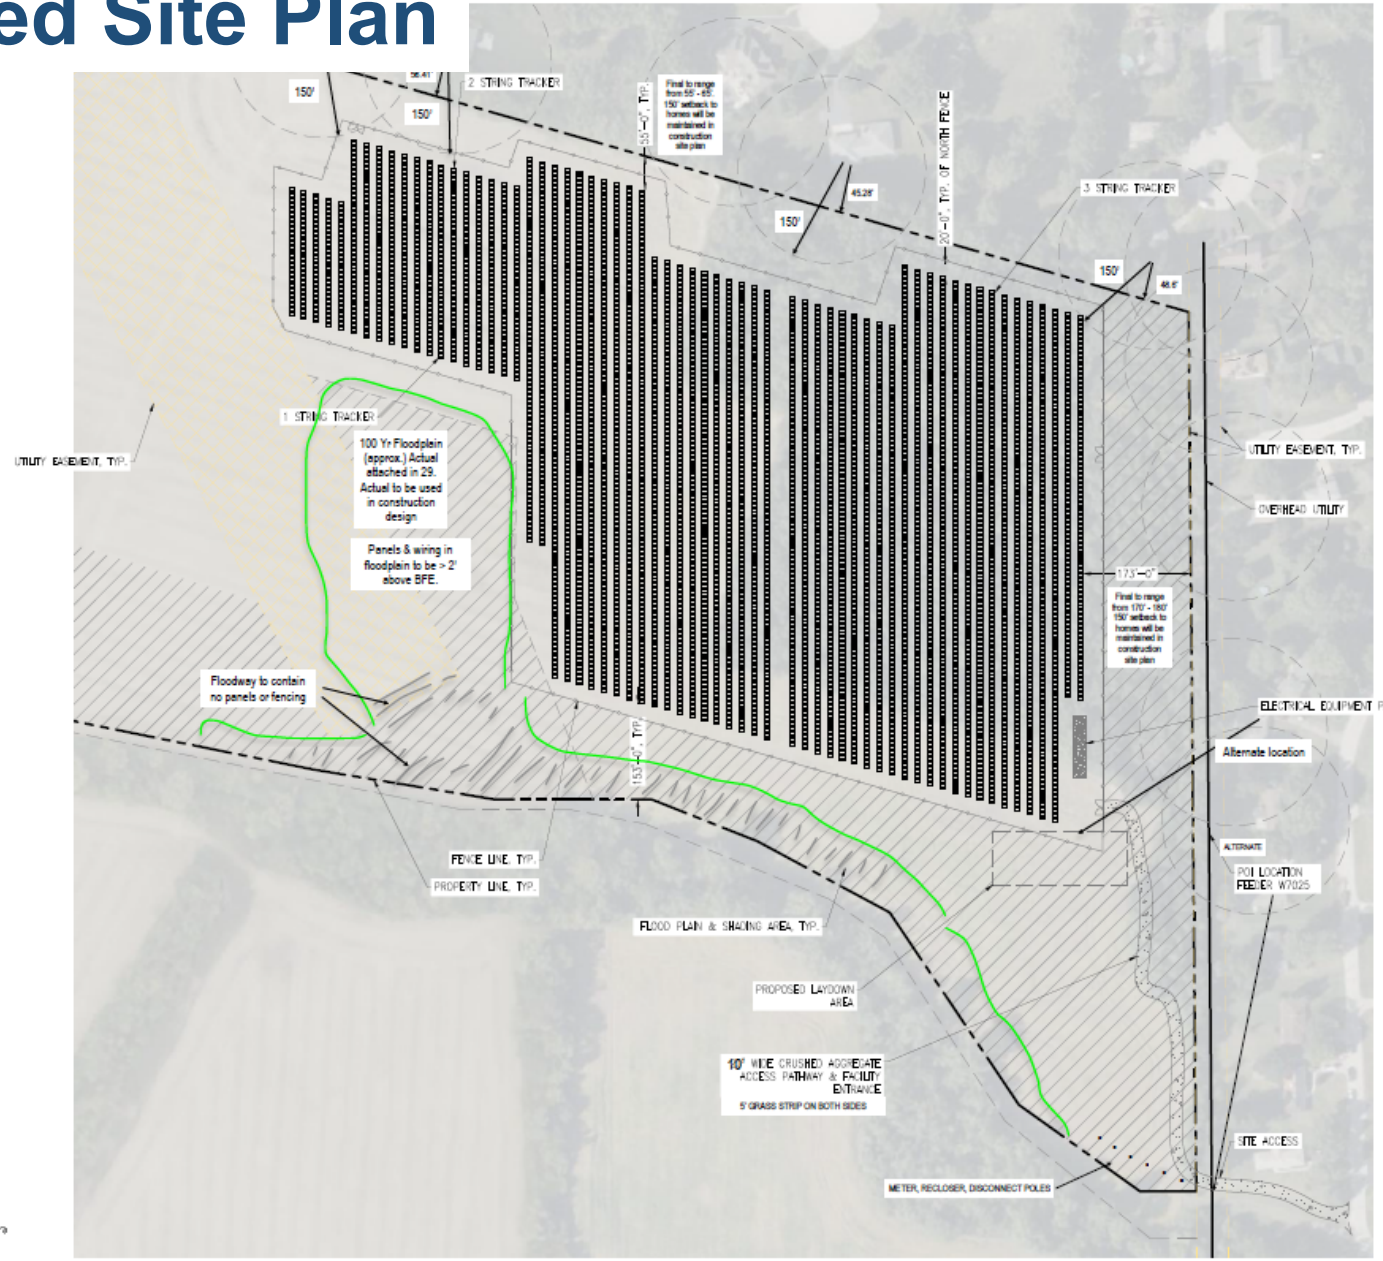 ed Site Plan
56.41'
2 STRING TRACKER
150'
150'
55'-0", TYP.
Final to range
from 55' - 65'.
150' setback to
homes will be
maintained in
construction
site plan
20'-0", TYP. OF NORTH FENCE
45.28'
150'
3 STRING TRACKER
150'
48.6'
1 STRING TRACKER
UTILITY EASEMENT, TYP.
100 Yr Floodplain
(approx.) Actual
attached in 29.
Actual to be used
in construction
design
Panels & wiring in
floodplain to be > 2'
above BFE.
UTILITY EASEMENT, TYP.
OVERHEAD UTILITY
173'-0"
Final to range
from 170' - 180'
150' setback to
homes will be
maintained in
construction
site plan
Floodway to contain
no panels or fencing
ELECTRICAL EQUIPMENT P
Alternate location
153'-0", TYP.
FENCE LINE, TYP.
PROPERTY LINE, TYP.
ALTERNATE
POI LOCATION
FEEDER W7025
FLOOD PLAIN & SHADING AREA, TYP.
PROPOSED LAYDOWN
AREA
10' WIDE CRUSHED AGGREGATE
ACCESS PATHWAY & FACILITY
ENTRANCE
5' GRASS STRIP ON BOTH SIDES
SITE ACCESS
METER, RECLOSER, DISCONNECT POLES